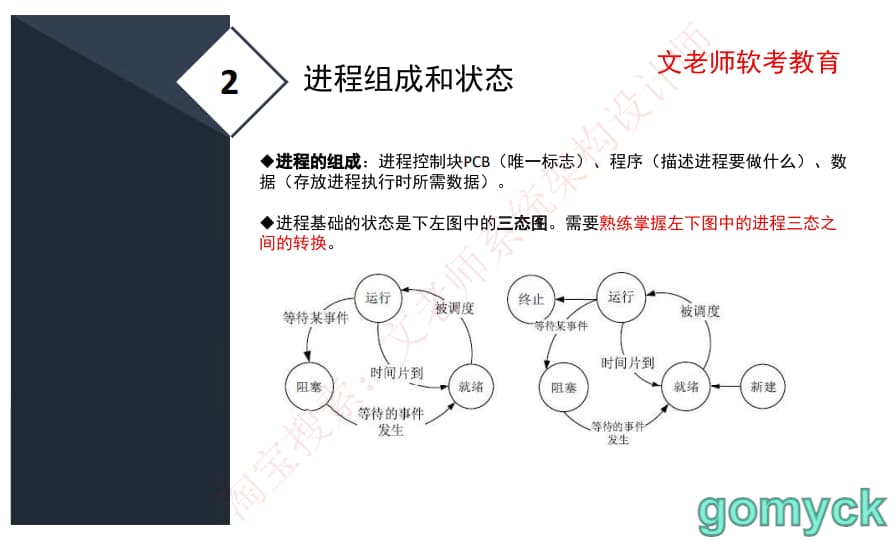 2
进程组成和状态
文老师软考教育
◆进程的组成：进程控制块PCB（唯一标志）、程序（描述进程要做什么）、数
据（存放进程执行时所需数据）。
◆进程基础的状态是下左图中的三态图。需要熟练掌握左下图中的进程三态之
间的转换。
运行
等待某事件
被调度
时间片到
阻塞
就绪
等待的事件
发生
终止
运行
等待某事件
被调度
时间片到
阻塞
就绪
新建
等待的事件
发生
淘宝搜索：文老师系统架构设计师
gomyck